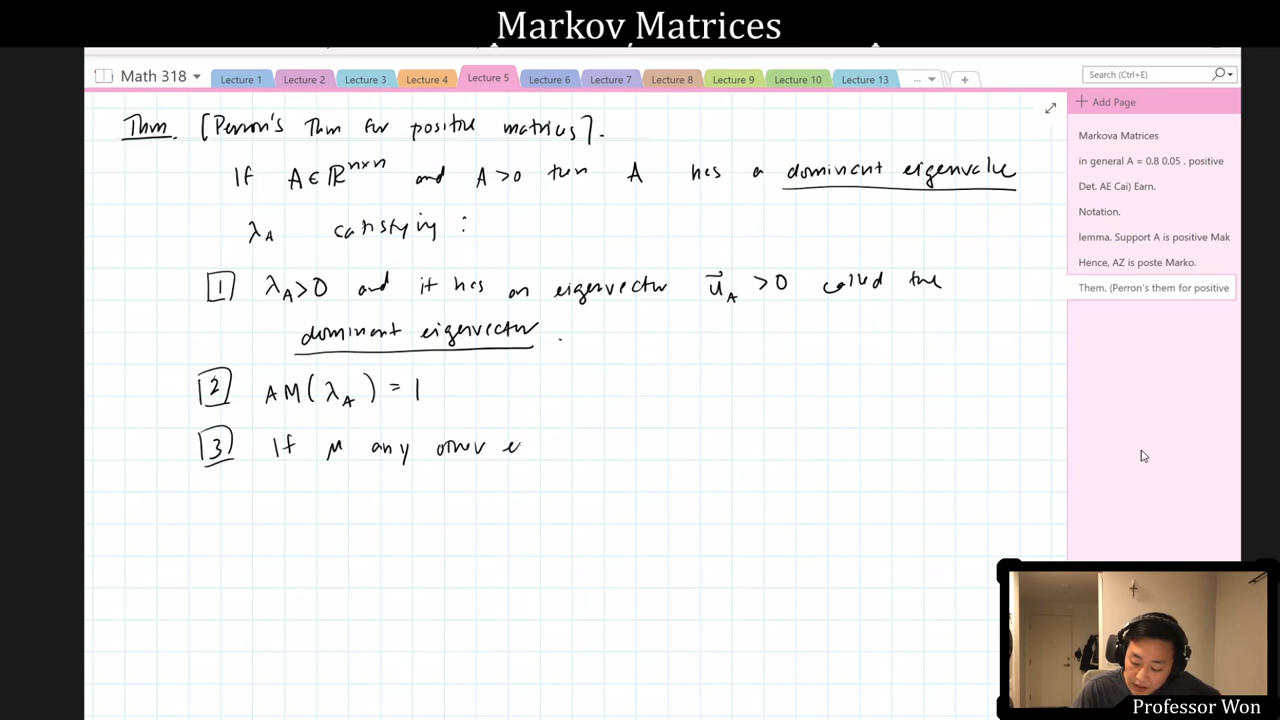 Markov Matrices
Math 318
Lecture 1
Lecture 2
Lecture 3
Lecture 4
Lecture 5
Lecture 6
Lecture 7
Lecture 8
Lecture 9
Lecture 10
Lecture 13
...
+
Search (Ctrl+E)
Thm. [Perron's Thm for positive matrices].
If A ∈ ℝⁿˣⁿ and A > 0 then A has a dominant eigenvalue
λ_A satisfying :
1 λ_A > 0 and it has an eigenvector u⃗_A > 0 called the
dominant eigenvector .
2 AM(λ_A) = 1
3 If μ any other e
+ Add Page
Markova Matrices
in general A = 0.8 0.05 . positive
Det. AE Cai) Earn.
Notation.
lemma. Support A is positive Mak
Hence, AZ is poste Marko.
Them. (Perron's them for positive
Professor Won